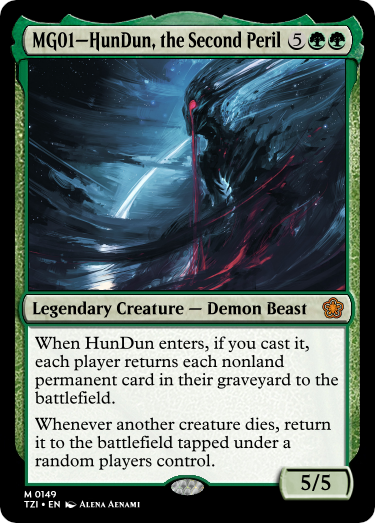 MG01—HunDun, the Second Peril 5
Legendary Creature — Demon Beast
When HunDun enters, if you cast it,
each player returns each nonland
permanent card in their graveyard to the
battlefield.
Whenever another creature dies, return
it to the battlefield tapped under a
random players control.
5/5
M 0149
TZI • EN Alena Aenami